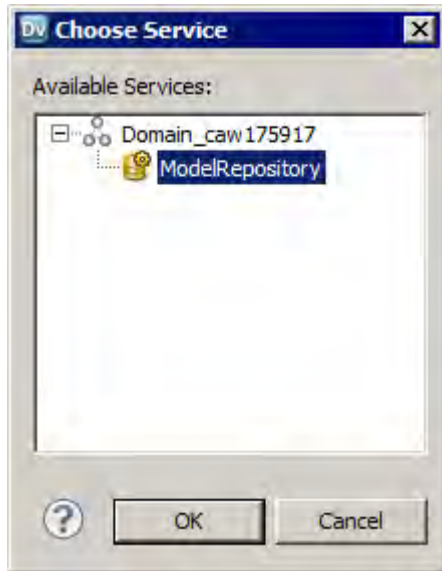 Dv Choose Service
Available Services:
Domain_caw175917
ModelRepository
? OK Cancel